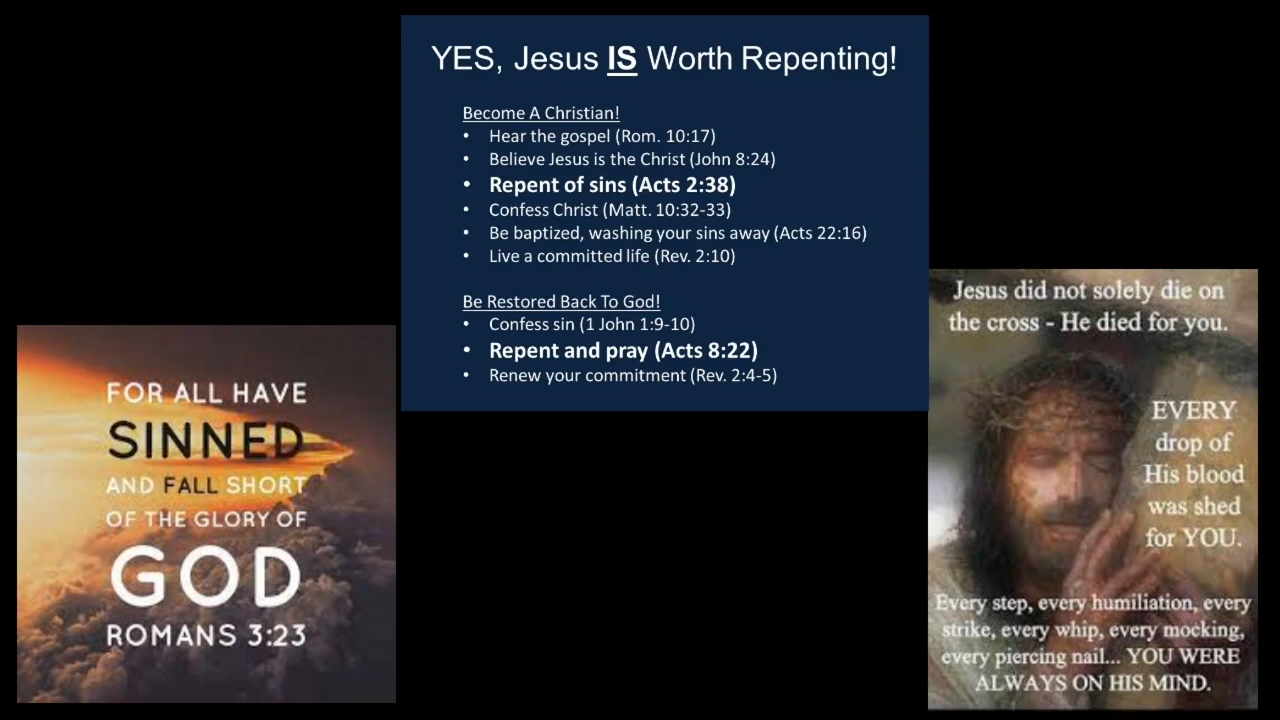 YES, Jesus IS Worth Repenting!
Become A Christian!
• Hear the gospel (Rom. 10:17)
• Believe Jesus is the Christ (John 8:24)
• Repent of sins (Acts 2:38)
• Confess Christ (Matt. 10:32-33)
• Be baptized, washing your sins away (Acts 22:16)
• Live a committed life (Rev. 2:10)
Be Restored Back To God!
• Confess sin (1 John 1:9-10)
• Repent and pray (Acts 8:22)
• Renew your commitment (Rev. 2:4-5)
FOR ALL HAVE
SINNED
AND FALL SHORT
OF THE GLORY OF
GOD
ROMANS 3:23
Jesus did not solely die on
the cross - He died for you.
EVERY
drop of
His blood
was shed
for YOU.
Every step, every humiliation, every
strike, every whip, every mocking,
every piercing nail... YOU WERE
ALWAYS ON HIS MIND.